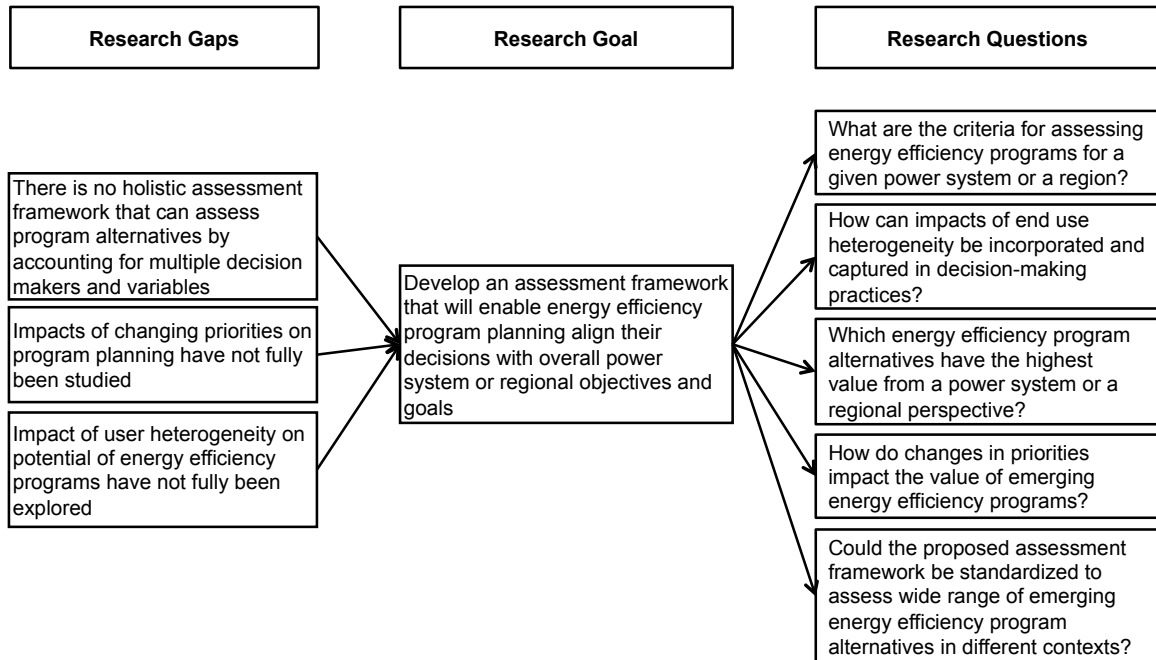 Research Gaps
Research Goal
Research Questions
There is no holistic assessment
framework that can assess
program alternatives by
accounting for multiple decision
makers and variables
Impacts of changing priorities on
program planning have not fully
been studied
Impact of user heterogeneity on
potential of energy efficiency
programs have not fully been
explored
Develop an assessment framework
that will enable energy efficiency
program planning align their
decisions with overall power
system or regional objectives and
goals
What are the criteria for assessing
energy efficiency programs for a
given power system or a region?
How can impacts of end use
heterogeneity be incorporated and
captured in decision-making
practices?
Which energy efficiency program
alternatives have the highest
value from a power system or a
regional perspective?
How do changes in priorities
impact the value of emerging
energy efficiency programs?
Could the proposed assessment
framework be standardized to
assess wide range of emerging
energy efficiency program
alternatives in different contexts?